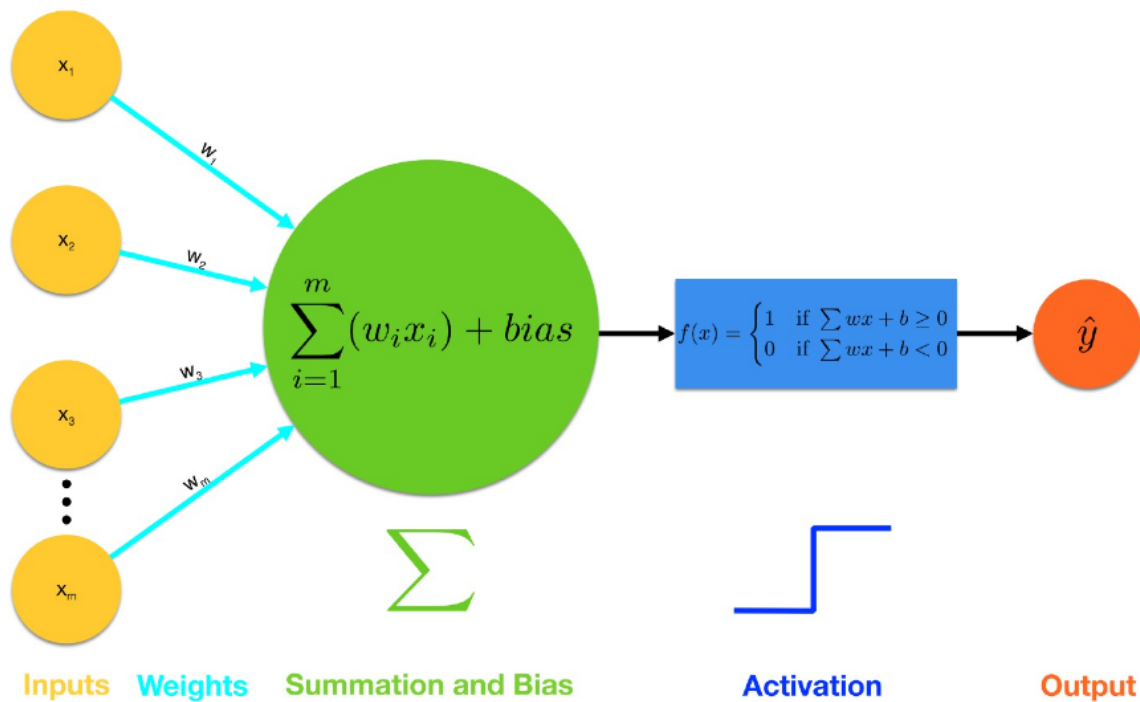 x₁
w₁
x₂
w₂
x₃
w₃
xₘ
wₘ
∑ᵢ₌₁ᵐ(wᵢxᵢ) + bias
f(x) = {1 if ∑ wx + b ≥ 0
0 if ∑ wx + b < 0
ŷ
∑
Inputs Weights Summation and Bias Activation Output